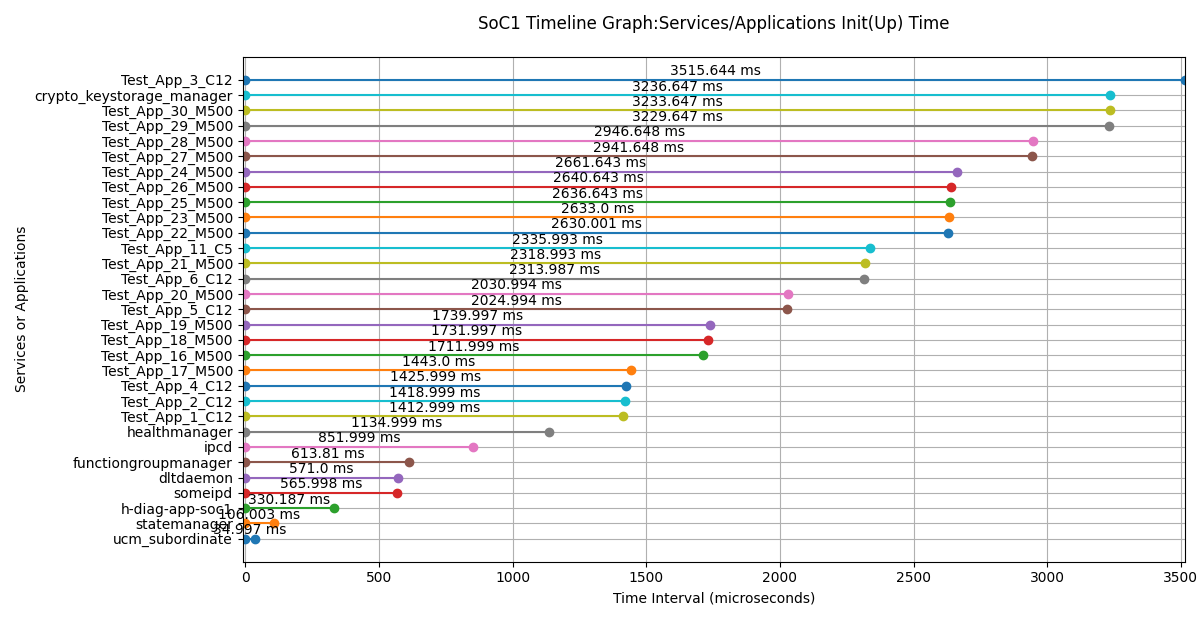 SoC1 Timeline Graph:Services/Applications Init(Up) Time
3515.644 ms
Test_App_3_C12
3236.647 ms
crypto_keystorage_manager
3233.647 ms
Test_App_30_M500
3229.647 ms
Test_App_29_M500
2946.648 ms
Test_App_28_M500
2941.648 ms
Test_App_27_M500
2661.643 ms
Test_App_24_M500
2640.643 ms
Test_App_26_M500
2636.643 ms
Test_App_25_M500
2633.0 ms
Test_App_23_M500
2630.001 ms
Test_App_22_M500
2335.993 ms
Test_App_11_C5
2318.993 ms
Test_App_21_M500
2313.987 ms
Test_App_6_C12
2030.994 ms
Test_App_20_M500
2024.994 ms
Test_App_5_C12
1739.997 ms
Test_App_19_M500
1731.997 ms
Test_App_18_M500
1711.999 ms
Test_App_16_M500
1443.0 ms
Test_App_17_M500
1425.999 ms
Test_App_4_C12
1418.999 ms
Test_App_2_C12
1412.999 ms
Test_App_1_C12
1134.999 ms
healthmanager
851.999 ms
ipcd
613.81 ms
functiongroupmanager
571.0 ms
dltdaemon
565.998 ms
someipd
330.187 ms
h-diag-app-soc1
106.003 ms
statemanager
34.997 ms
ucm_subordinate
Services or Applications
0 500 1000 1500 2000 2500 3000 3500
Time Interval (microseconds)